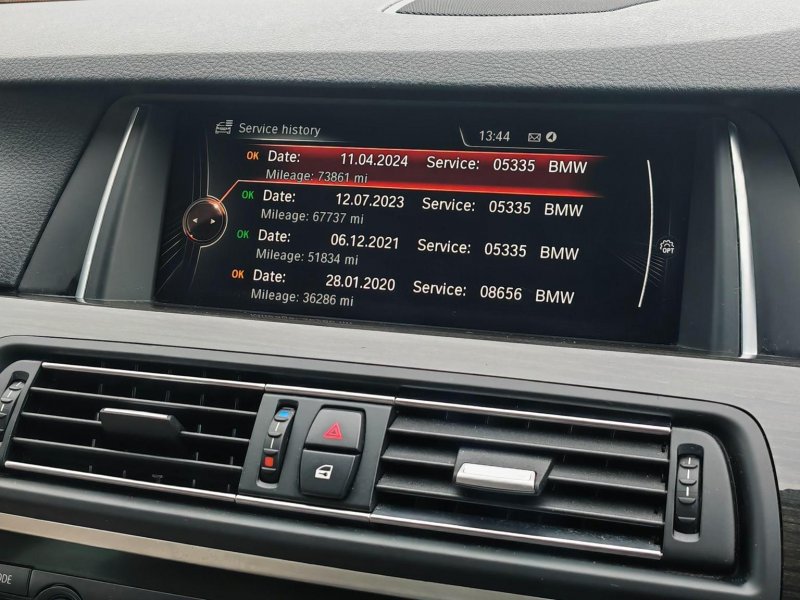 Service history
13:44
OK Date: 11.04.2024 Service: 05335 BMW
Mileage: 73861 mi
OK Date: 12.07.2023 Service: 05335 BMW
Mileage: 67737 mi
OK Date: 06.12.2021 Service: 05335 BMW
Mileage: 51834 mi
OK Date: 28.01.2020 Service: 08656 BMW
Mileage: 36286 mi
OPT